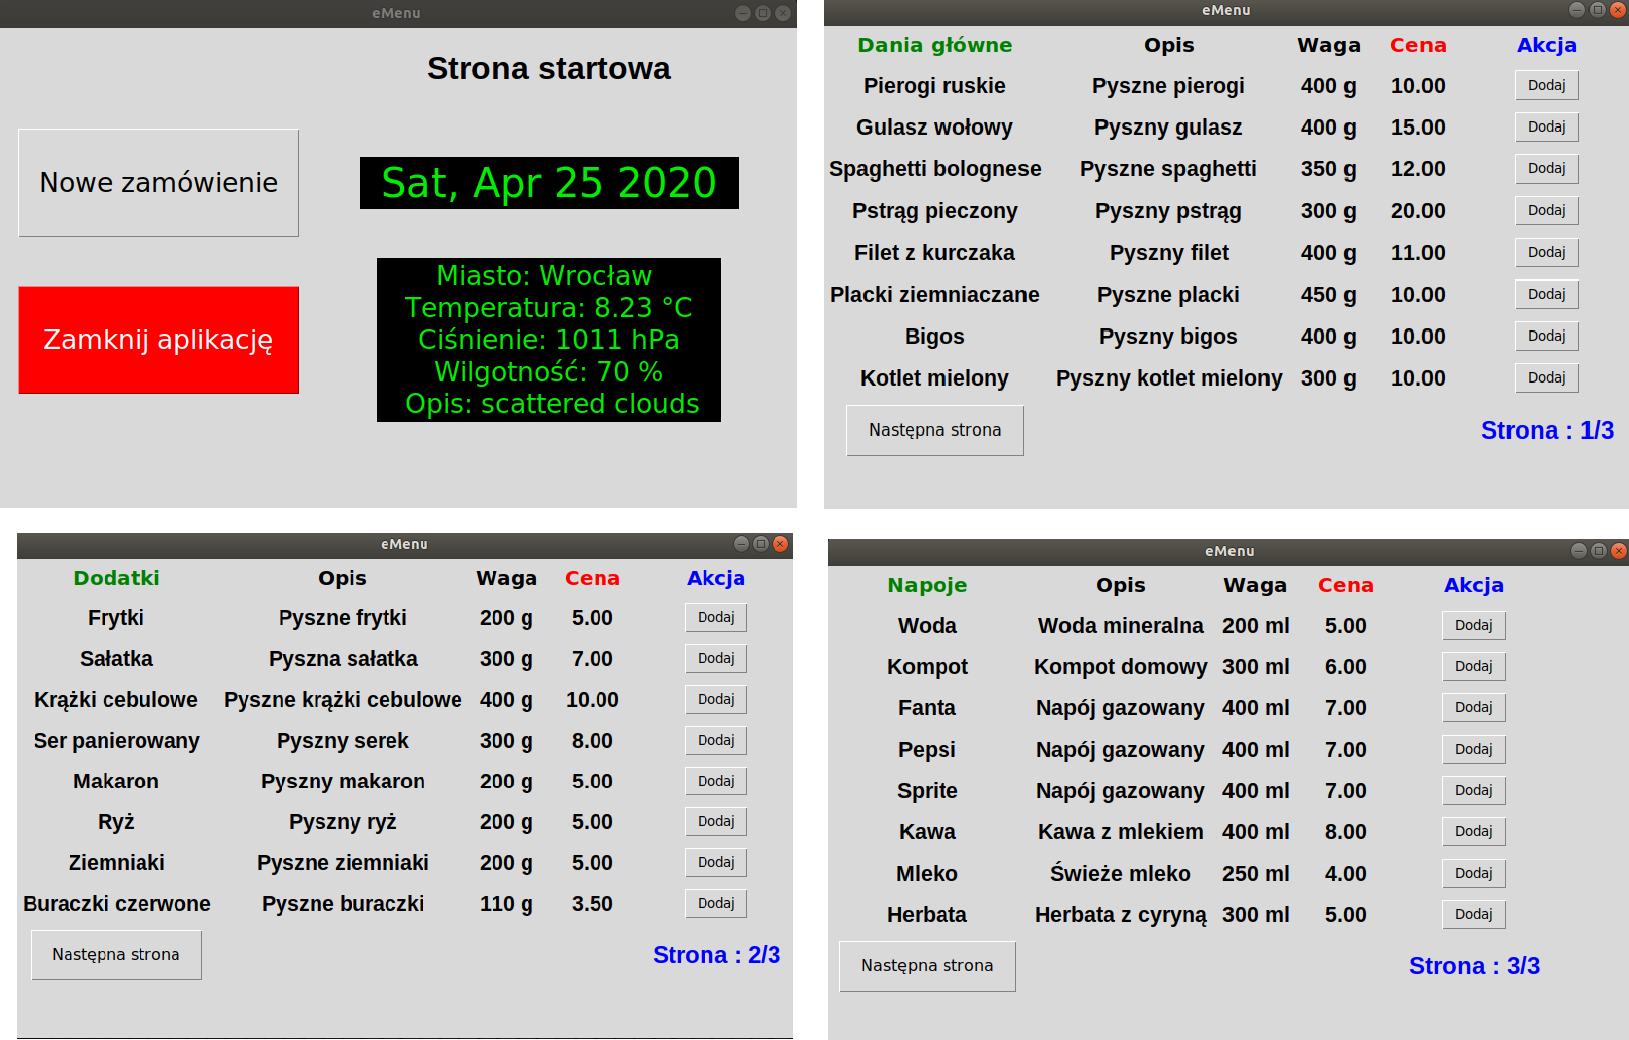 eMenu
Strona startowa
Nowe zamówienie
Sat, Apr 25 2020
Zamknij aplikację
Miasto: Wrocław
Temperatura: 8.23 °C
Ciśnienie: 1011 hPa
Wilgotność: 70 %
Opis: scattered clouds
eMenu
Dania główne Opis Waga Cena Akcja
Pierogi ruskie Pyszne pierogi 400 g 10.00 Dodaj
Gulasz wołowy Pyszny gulasz 400 g 15.00 Dodaj
Spaghetti bolognese Pyszne spaghetti 350 g 12.00 Dodaj
Pstrąg pieczony Pyszny pstrąg 300 g 20.00 Dodaj
Filet z kurczaka Pyszny filet 400 g 11.00 Dodaj
Placki ziemniaczane Pyszne placki 450 g 10.00 Dodaj
Bigos Pyszny bigos 400 g 10.00 Dodaj
Kotlet mielony Pyszny kotlet mielony 300 g 10.00 Dodaj
Następna strona Strona : 1/3
eMenu
Dodatki Opis Waga Cena Akcja
Frytki Pyszne frytki 200 g 5.00 Dodaj
Sałatka Pyszna sałatka 300 g 7.00 Dodaj
Krążki cebulowe Pyszne krążki cebulowe 400 g 10.00 Dodaj
Ser panierowany Pyszny serek 300 g 8.00 Dodaj
Makaron Pyszny makaron 200 g 5.00 Dodaj
Ryż Pyszny ryż 200 g 5.00 Dodaj
Ziemniaki Pyszne ziemniaki 200 g 5.00 Dodaj
Buraczki czerwone Pyszne buraczki 110 g 3.50 Dodaj
Następna strona Strona : 2/3
eMenu
Napoje Opis Waga Cena Akcja
Woda Woda mineralna 200 ml 5.00 Dodaj
Kompot Kompot domowy 300 ml 6.00 Dodaj
Fanta Napój gazowany 400 ml 7.00 Dodaj
Pepsi Napój gazowany 400 ml 7.00 Dodaj
Sprite Napój gazowany 400 ml 7.00 Dodaj
Kawa Kawa z mlekiem 400 ml 8.00 Dodaj
Mleko Świeże mleko 250 ml 4.00 Dodaj
Herbata Herbata z cyryną 300 ml 5.00 Dodaj
Następna strona Strona : 3/3